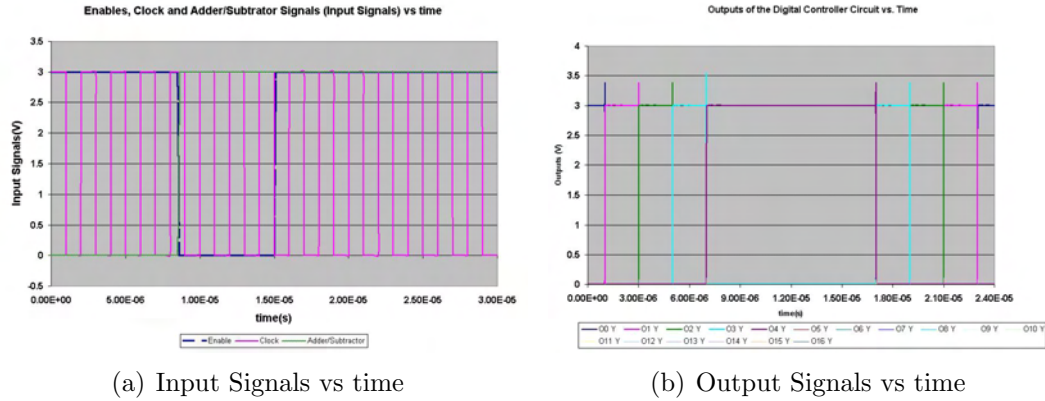 Enables, Clock and Adder/Subtrator Signals (Input Signals) vs time
Input Signals(V)
3.5
3
2.5
2
1.5
1
0.5
0
-0.5
0.00E+00 5.00E-06 1.00E-05 1.50E-05 2.00E-05 2.50E-05 3.00E-05
time(s)
Enable Clock Adder/Subtractor
(a) Input Signals vs time
Outputs of the Digital Controller Circuit vs. Time
Outputs (V)
4
3.5
3
2.5
2
1.5
1
0.5
0
0.00E+00 3.00E-06 6.00E-06 9.00E-06 1.20E-05 1.50E-05 1.80E-05 2.10E-05 2.40E-05
time(s)
O0 Y O1 Y O2 Y O3 Y O4 Y O5 Y O6 Y O7 Y O8 Y O9 Y O10 Y
O11 Y O12 Y O13 Y O14 Y O15 Y O16 Y
(b) Output Signals vs time